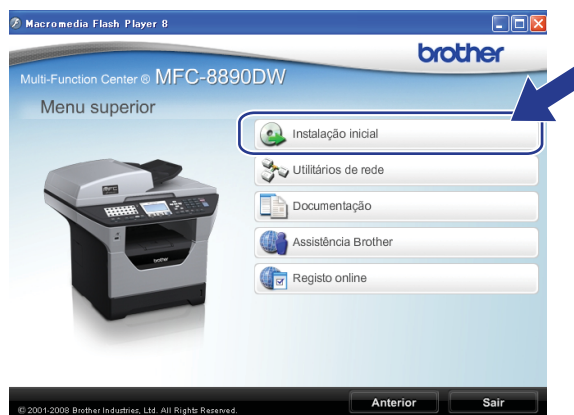 Macromedia Flash Player 8
brother
Multi-Function Center ® MFC-8890DW
Menu superior
Instalação inicial
Utilitários de rede
Documentação
Assistência Brother
Registo online
Anterior Sair
© 2001-2008 Brother Industries, Ltd. All Rights Reserved.